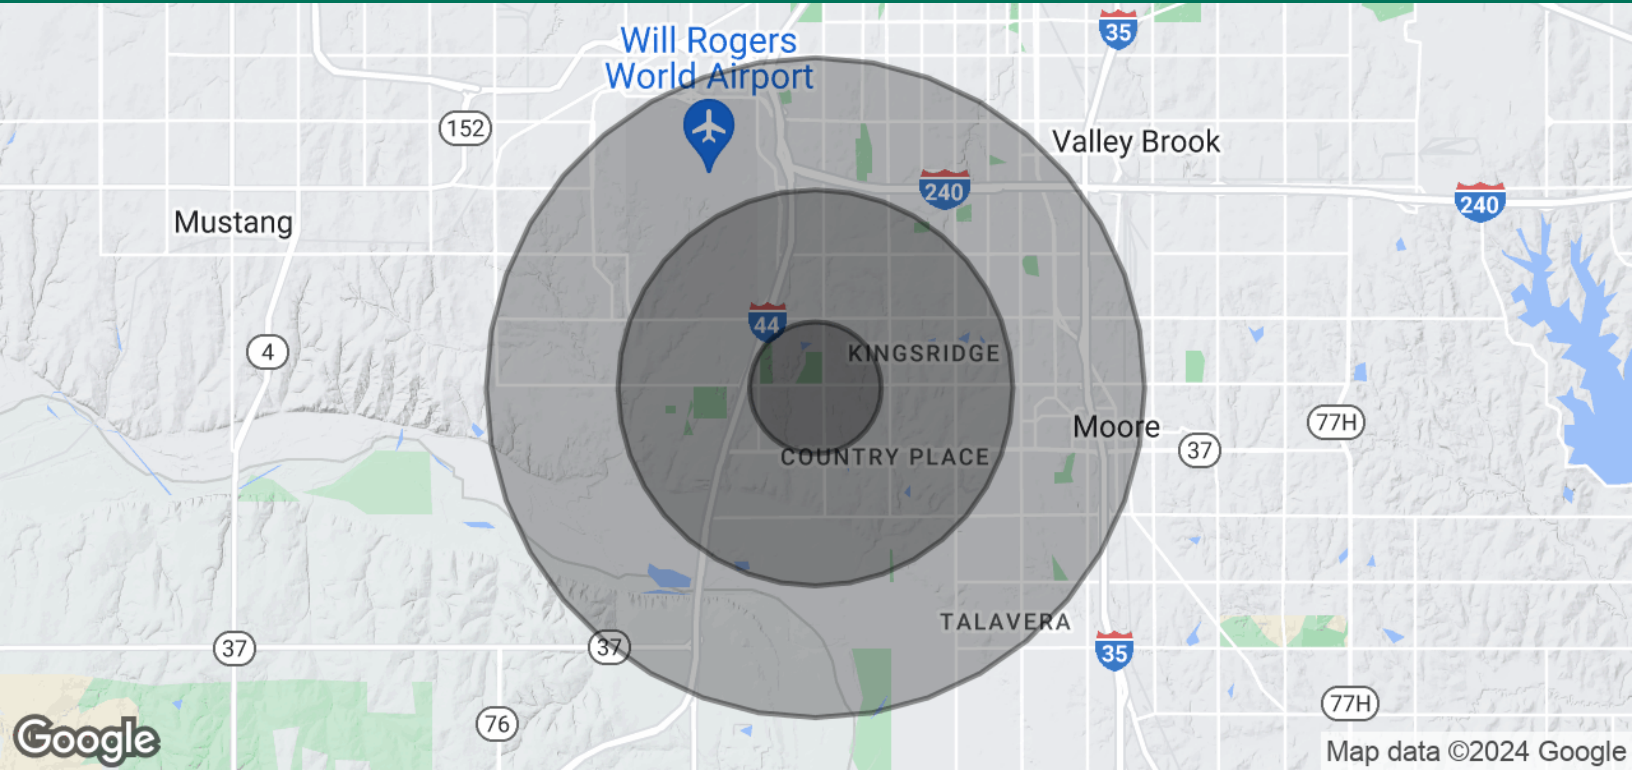 Will Rogers
World Airport
35
152
Valley Brook
240
240
Mustang
44
4
KINGSRIDGE
77H
Moore
37
COUNTRY PLACE
TALAVERA
37
37
35
77H
76
Google
Map data ©2024 Google